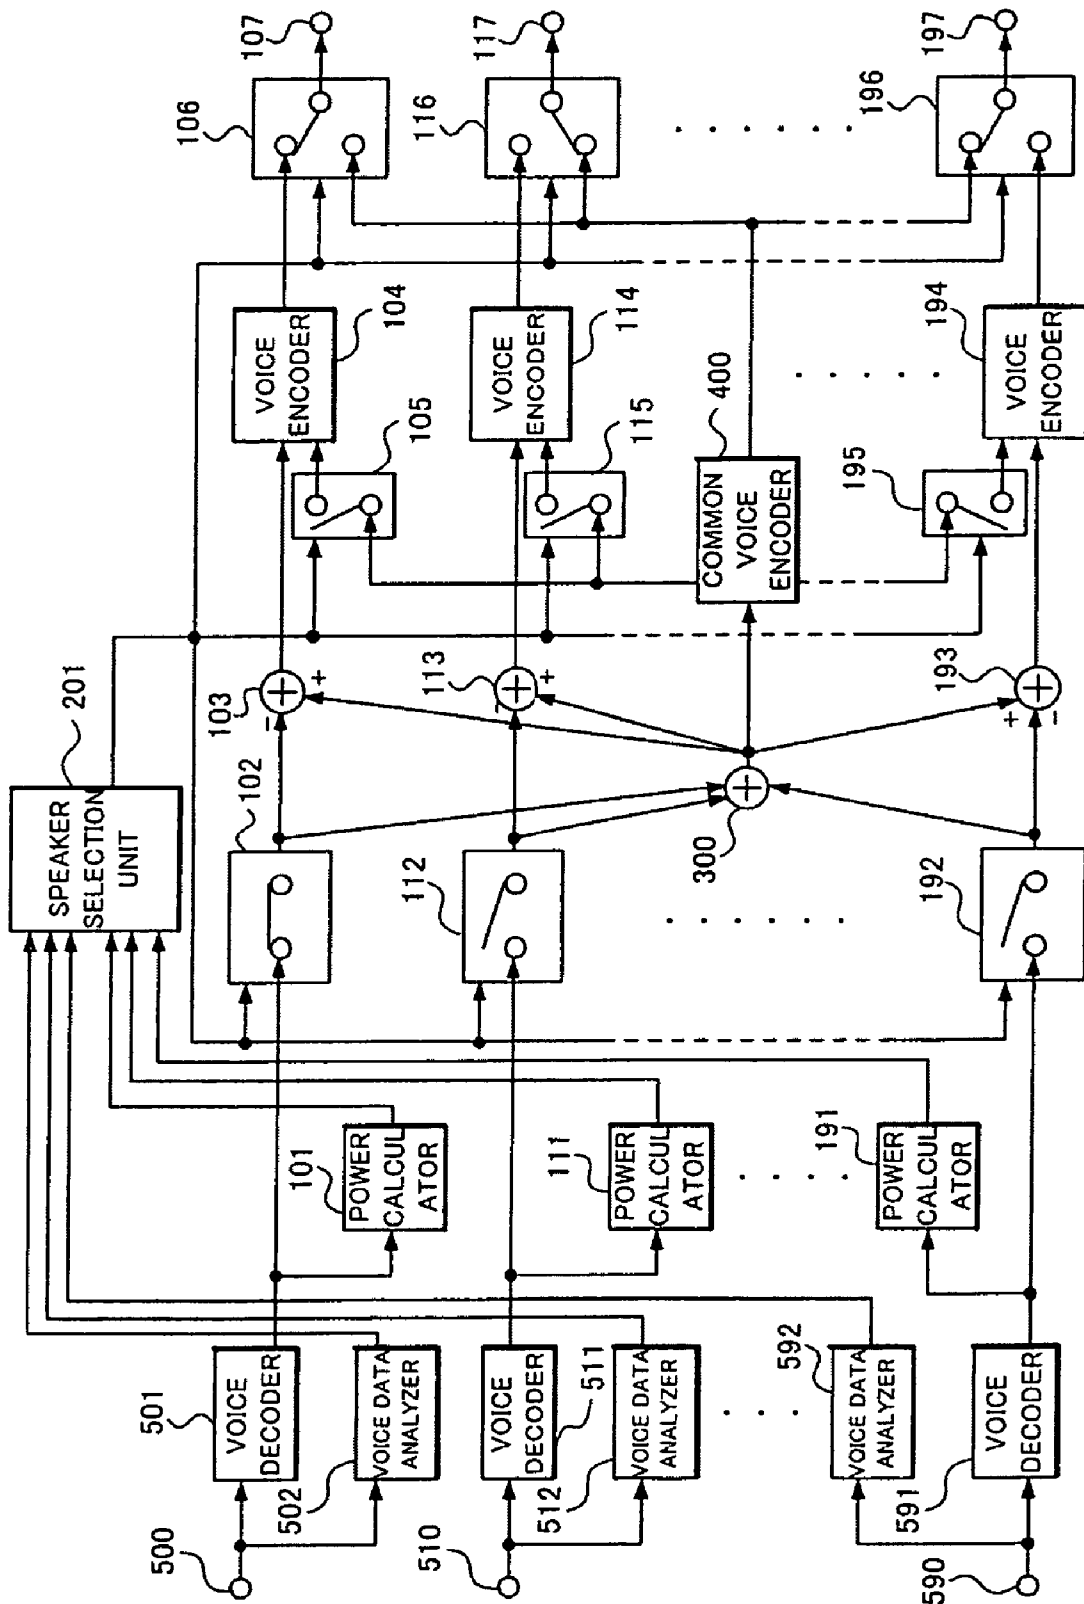 500
501
VOICE
DECODER
502
VOICE DATA
ANALYZER
101
POWER
CALCUL
ATOR
201
SPEAKER
SELECTION
UNIT
102
103
-
+
105
VOICE
ENCODER
104
106
107
510
VOICE
DECODER
511
512
VOICE DATA
ANALYZER
111
POWER
CALCUL
ATOR
112
113
-
+
115
VOICE
ENCODER
114
116
117
300
COMMON
VOICE
ENCODER
400
590
591
VOICE
DECODER
592
VOICE DATA
ANALYZER
191
POWER
CALCUL
ATOR
192
193
+
-
195
VOICE
ENCODER
194
196
197